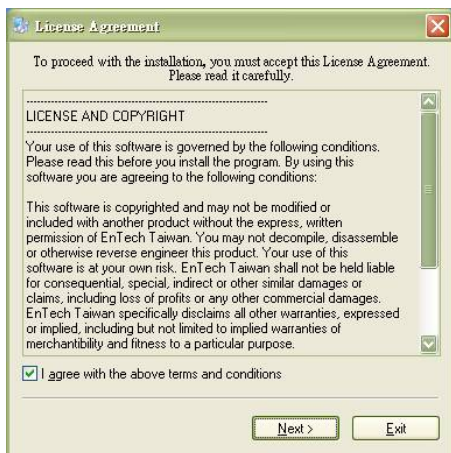 License Agreement
To proceed with the installation, you must accept this License Agreement.
Please read it carefully.
----------------------------------------------------------------
LICENSE AND COPYRIGHT
----------------------------------------------------------------
Your use of this software is governed by the following conditions.
Please read this before you install the program. By using this
software you are agreeing to the following conditions:
This software is copyrighted and may not be modified or
included with another product without the express, written
permission of EnTech Taiwan. You may not decompile, disassemble
or otherwise reverse engineer this product. Your use of this
software is at your own risk. EnTech Taiwan shall not be held liable
for consequential, special, indirect or other similar damages or
claims, including loss of profits or any other commercial damages.
EnTech Taiwan specifically disclaims all other warranties, expressed
or implied, including but not limited to implied warranties of
merchantibility and fitness to a particular purpose.
I agree with the above terms and conditions
Next >
Exit